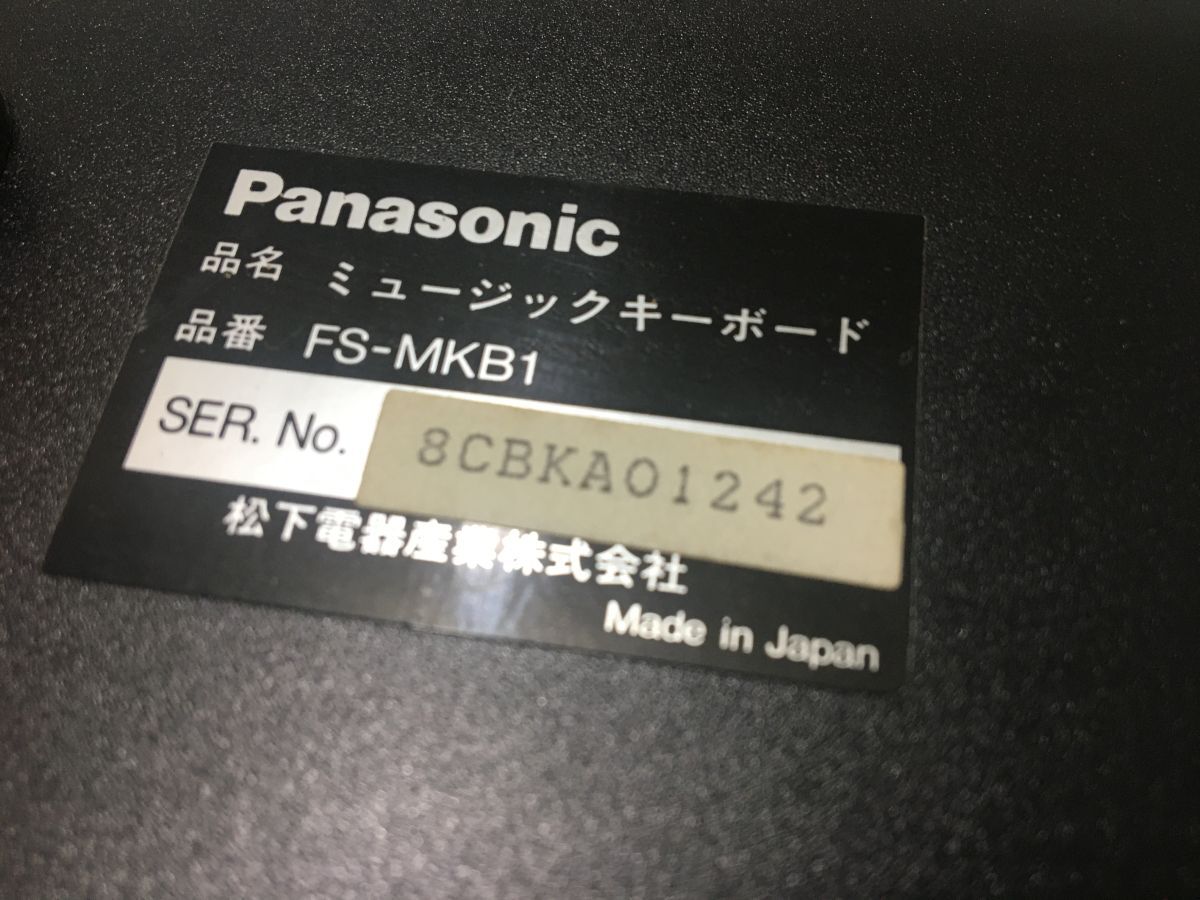 Panasonic
品名 ミュージックキーボード
品番 FS-MKB1
SER. No. 8CBKA01242
松下電器産業株式会社
Made in Japan